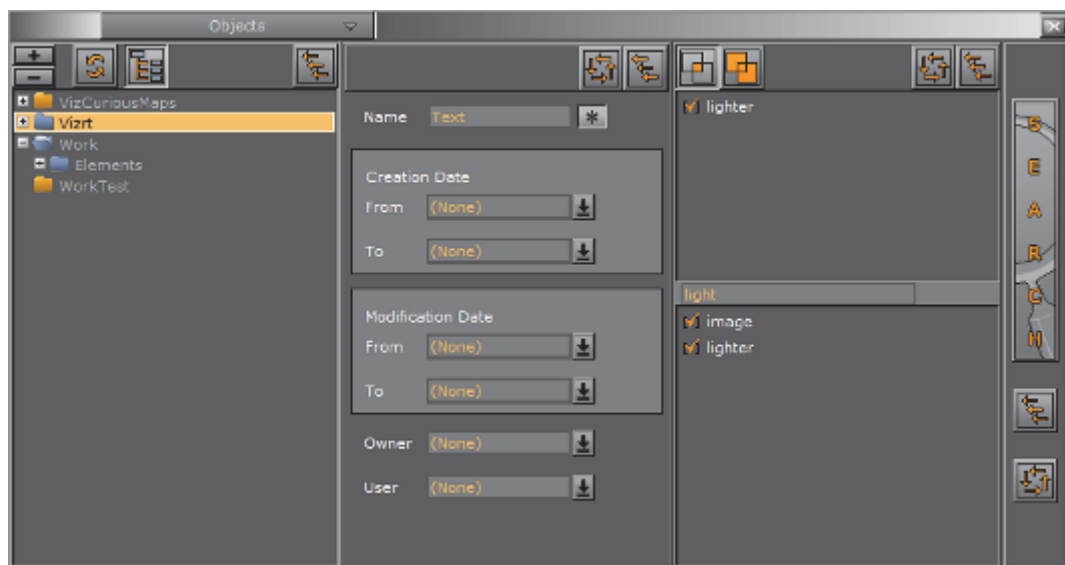 Objects
VizCuriousMaps
Vizrt
Work
Elements
WorkTest
Name Text *
Creation Date
From (None)
To (None)
Modification Date
From (None)
To (None)
Owner (None)
User (None)
lighter
light
image
lighter
S
E
A
R
C
H